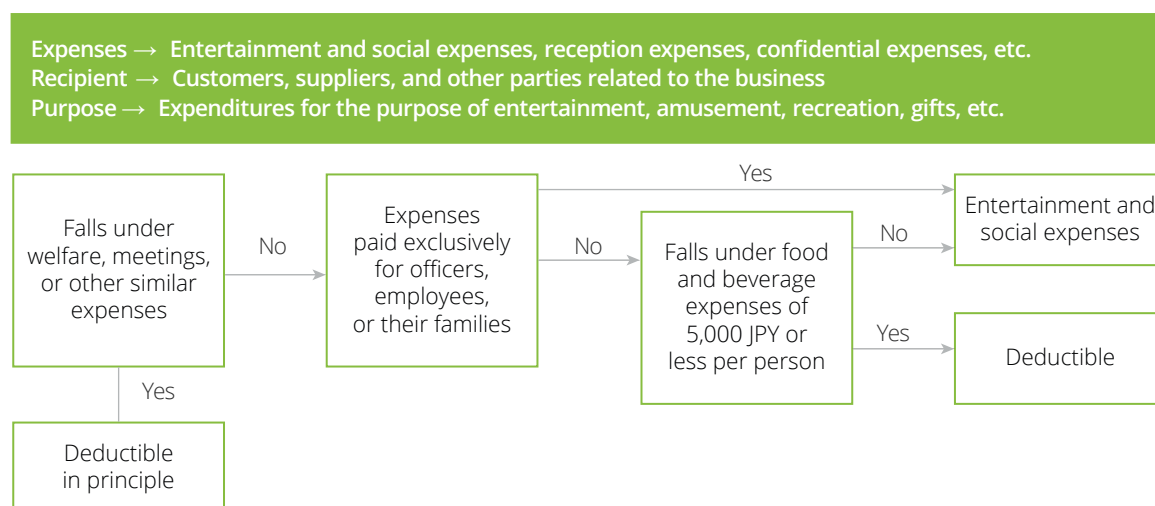 Expenses → Entertainment and social expenses, reception expenses, confidential expenses, etc.
Recipient → Customers, suppliers, and other parties related to the business
Purpose → Expenditures for the purpose of entertainment, amusement, recreation, gifts, etc.
Falls under
welfare, meetings,
or other similar
expenses
No
Yes
Deductible
in principle
Expenses
paid exclusively
for officers,
employees,
or their families
Yes
No
Falls under food
and beverage
expenses of
5,000 JPY or
less per person
No
Yes
Entertainment and
social expenses
Deductible